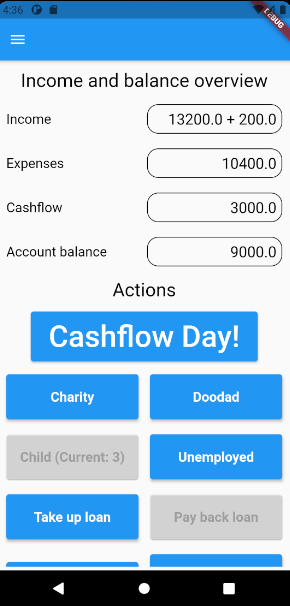 4:36
DEBUG
Income and balance overview
Income 13200.0 + 200.0
Expenses 10400.0
Cashflow 3000.0
Account balance 9000.0
Actions
Cashflow Day!
Charity Doodad
Child (Current: 3) Unemployed
Take up loan Pay back loan